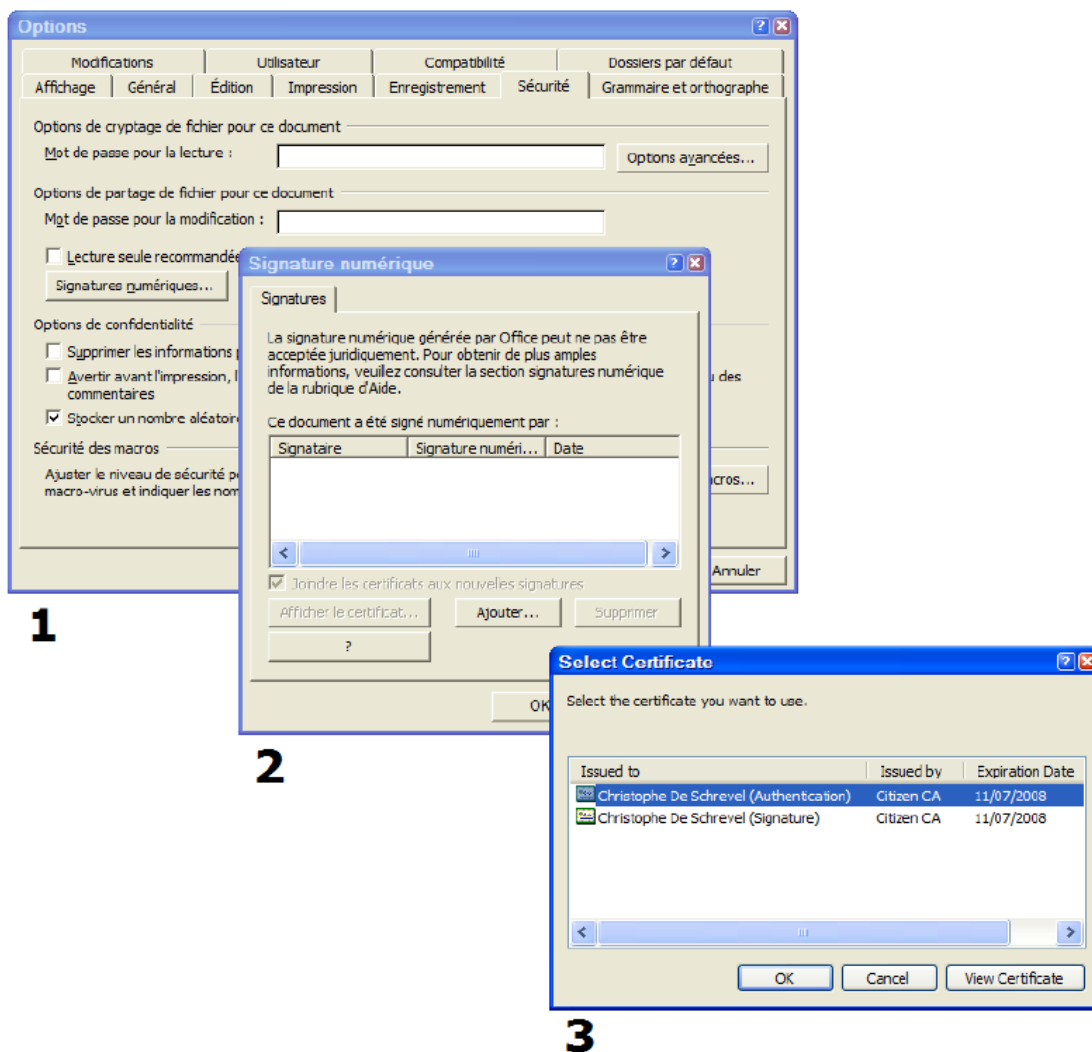 Options
Modifications Utilisateur Compatibilité Dossiers par défaut
Affichage Général Édition Impression Enregistrement Sécurité Grammaire et orthographe
Options de cryptage de fichier pour ce document
Mot de passe pour la lecture : Options avancées...
Options de partage de fichier pour ce document
Mot de passe pour la modification :
Lecture seule recommandée
Signatures numériques...
Options de confidentialité
Supprimer les informations
Avertir avant l'impression, l' des
commentaires
Stocker un nombre aléatoire
Sécurité des macros
Ajuster le niveau de sécurité
macro-virus et indiquer les
Annuler
1
Signature numérique
Signatures
La signature numérique générée par Office peut ne pas être
acceptée juridiquement. Pour obtenir de plus amples
informations, veuillez consulter la section signatures numérique
de la rubrique d'Aide.
Ce document a été signé numériquement par :
Signataire Signature numéri... Date
Joindre les certificats aux nouvelles signatures
Afficher le certificat... Ajouter... Supprimer
?
OK
2
Select Certificate
Select the certificate you want to use.
Issued to Issued by Expiration Date
Christophe De Schrevel (Authentication) Citizen CA 11/07/2008
Christophe De Schrevel (Signature) Citizen CA 11/07/2008
OK Cancel View Certificate
3